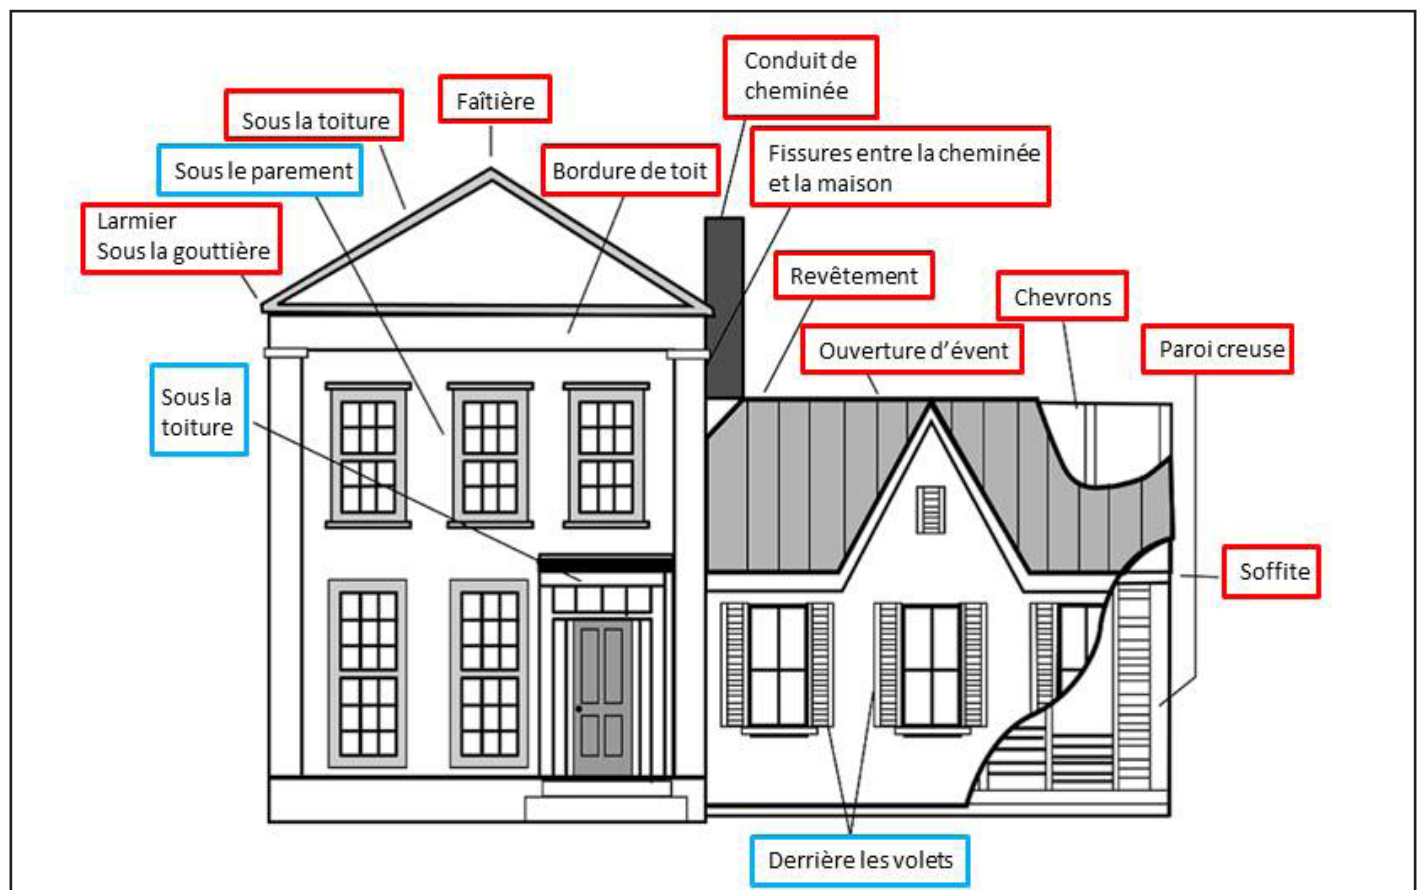 Conduit de
cheminée
Faîtière
Sous la toiture
Fissures entre la cheminée
et la maison
Sous le parement
Bordure de toit
Larmier
Sous la gouttière
Revêtement
Chevrons
Ouverture d’évent
Paroi creuse
Sous la
toiture
Soffite
Derrière les volets